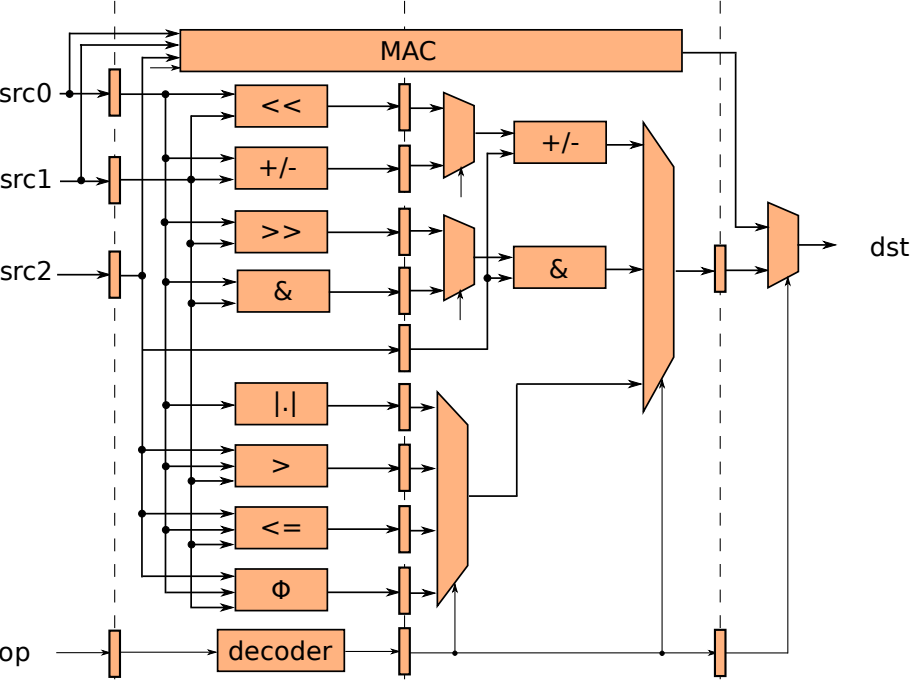 MAC
src0
<<
+/-
+/-
src1
>>
dst
src2
&
&
|.|
>
<=
Φ
op
decoder